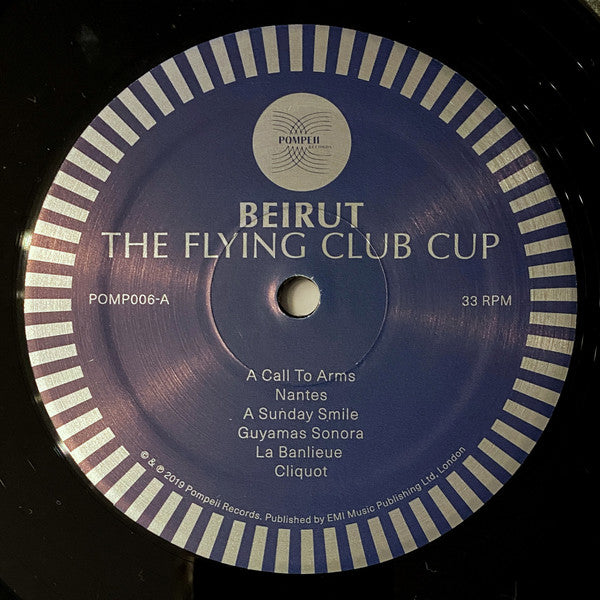 POMPEII
RECORDS
BEIRUT
THE FLYING CLUB CUP
POMP006-A
33 RPM
A Call To Arms
Nantes
A Sunday Smile
Guyamas Sonora
La Banlieue
Cliquot
© & ℗ 2019 Pompeii Records. Published by EMI Music Publishing Ltd, London